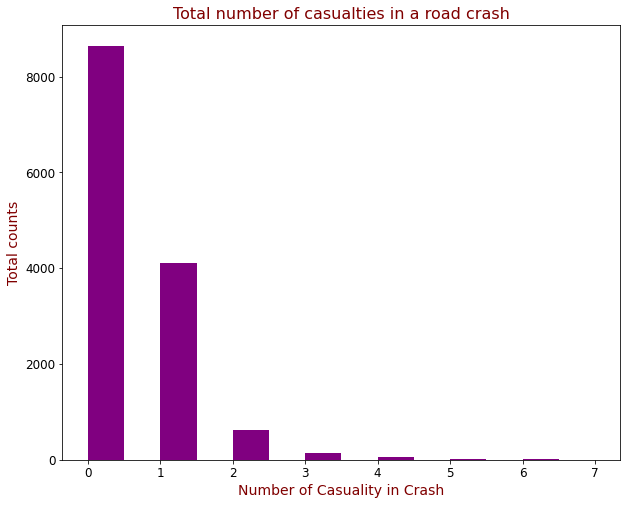 Total number of casualties in a road crash
8000
6000
4000
2000
0
Total counts
0 1 2 3 4 5 6 7
Number of Casuality in Crash